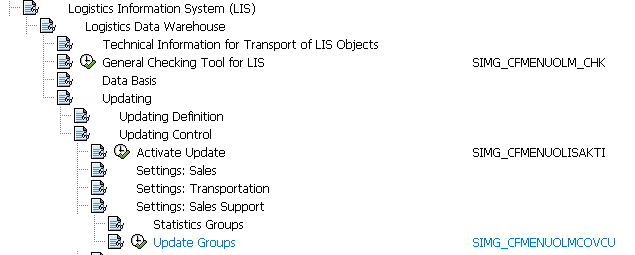 Logistics Information System (LIS)
Logistics Data Warehouse
Technical Information for Transport of LIS Objects
General Checking Tool for LIS SIMG_CFMENUOLM_CHK
Data Basis
Updating
Updating Definition
Updating Control
Activate Update SIMG_CFMENUOLISAKTI
Settings: Sales
Settings: Transportation
Settings: Sales Support
Statistics Groups
Update Groups SIMG_CFMENUOLMCOVCU